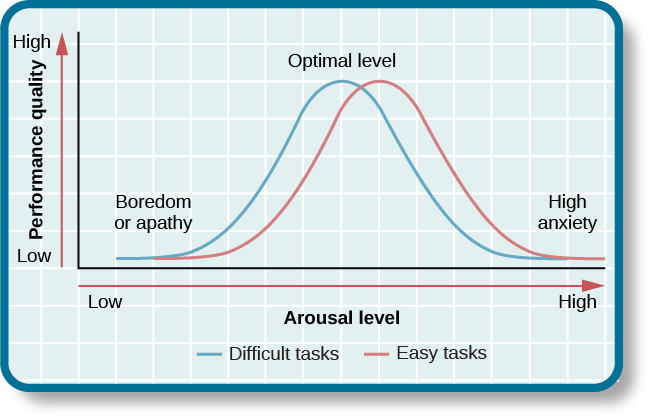 High
Performance quality
Low
Optimal level
Boredom
or apathy
High
anxiety
Low
High
Arousal level
Difficult tasks
Easy tasks